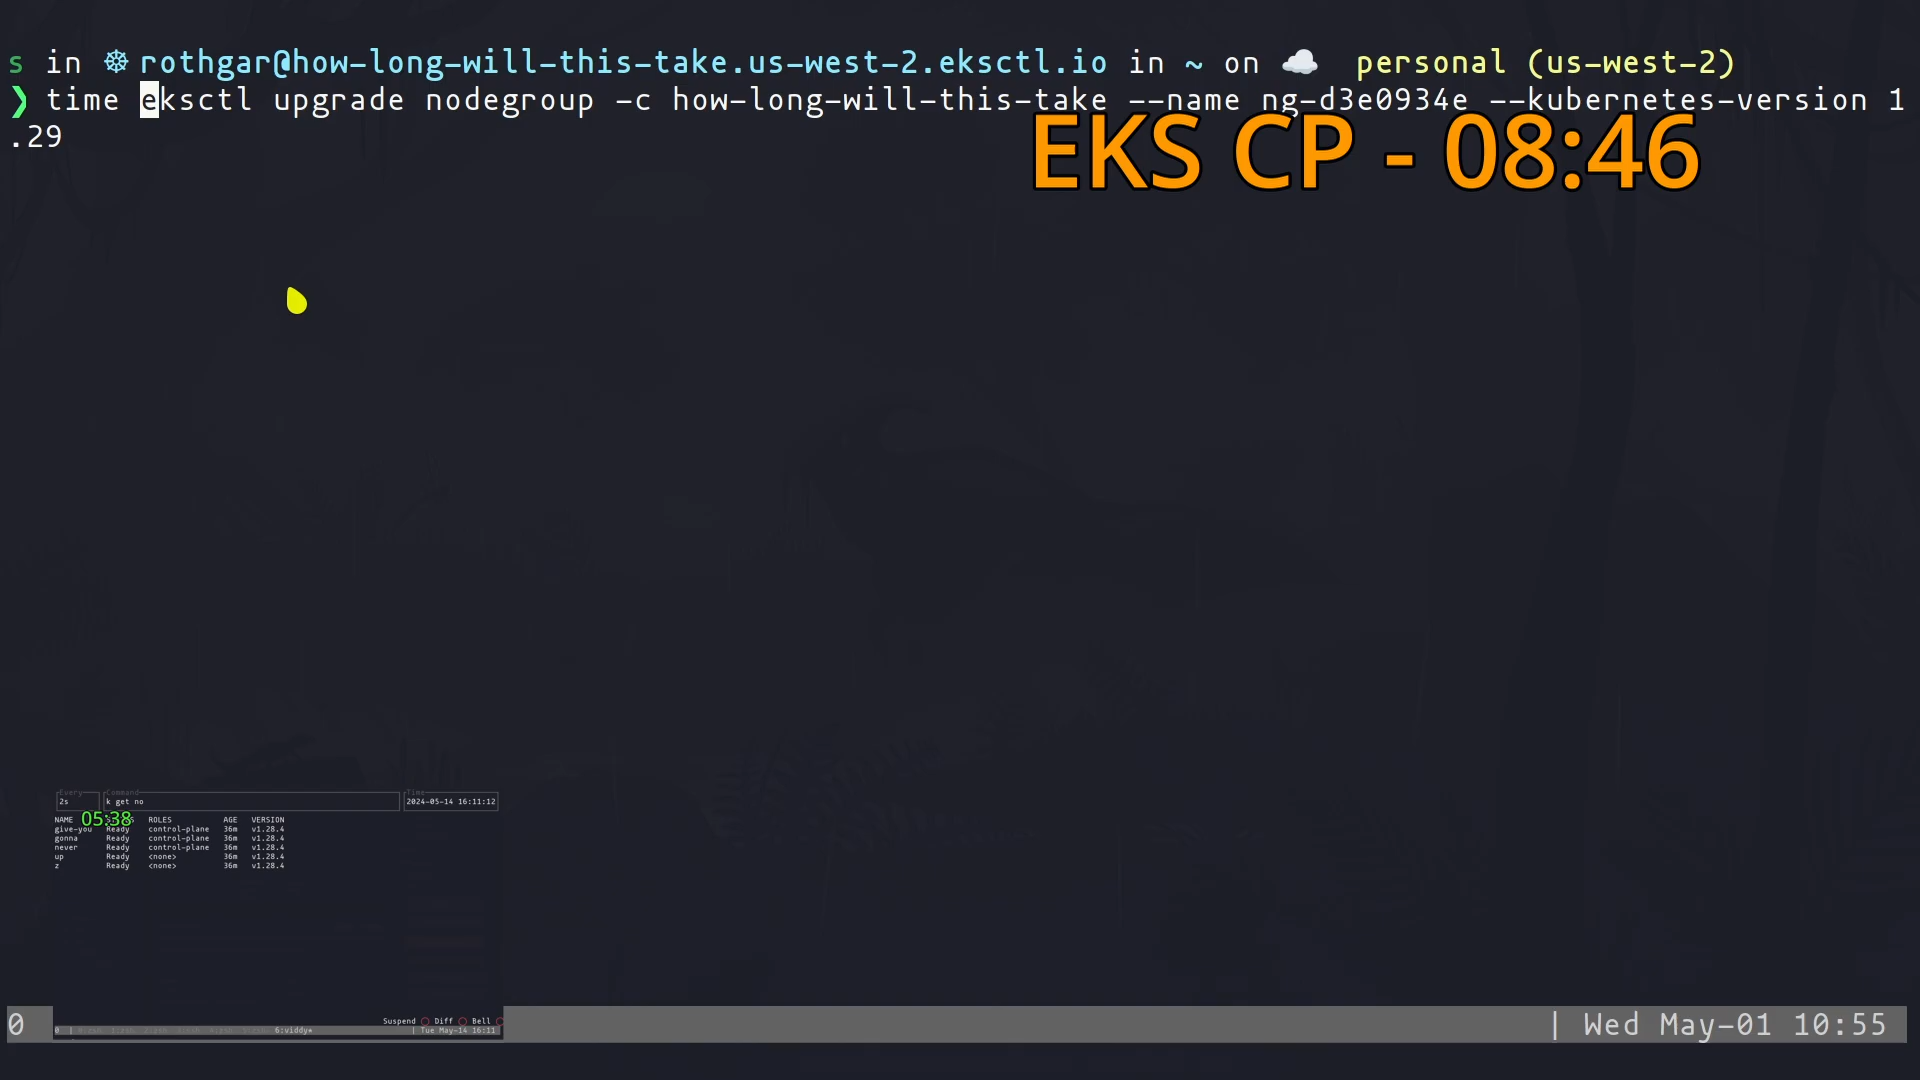 s in ☸ rothgar@how-long-will-this-take.us-west-2.eksctl.io in ~ on ☁️ personal (us-west-2)
❯ time eksctl upgrade nodegroup -c how-long-will-this-take --name ng-d3e0934e --kubernetes-version 1
.29
EKS CP - 08:46
Every Command Time
2s k get no 2024-05-14 16:11:12
05:38
NAME ROLES AGE VERSION
give-you Ready control-plane 36m v1.28.4
gonna Ready control-plane 36m v1.28.4
never Ready control-plane 36m v1.28.4
up Ready <none> 36m v1.28.4
z Ready <none> 36m v1.28.4
Suspend Diff Bell
0 | 6:viddy* | Tue May-14 16:11
0 | Wed May-01 10:55